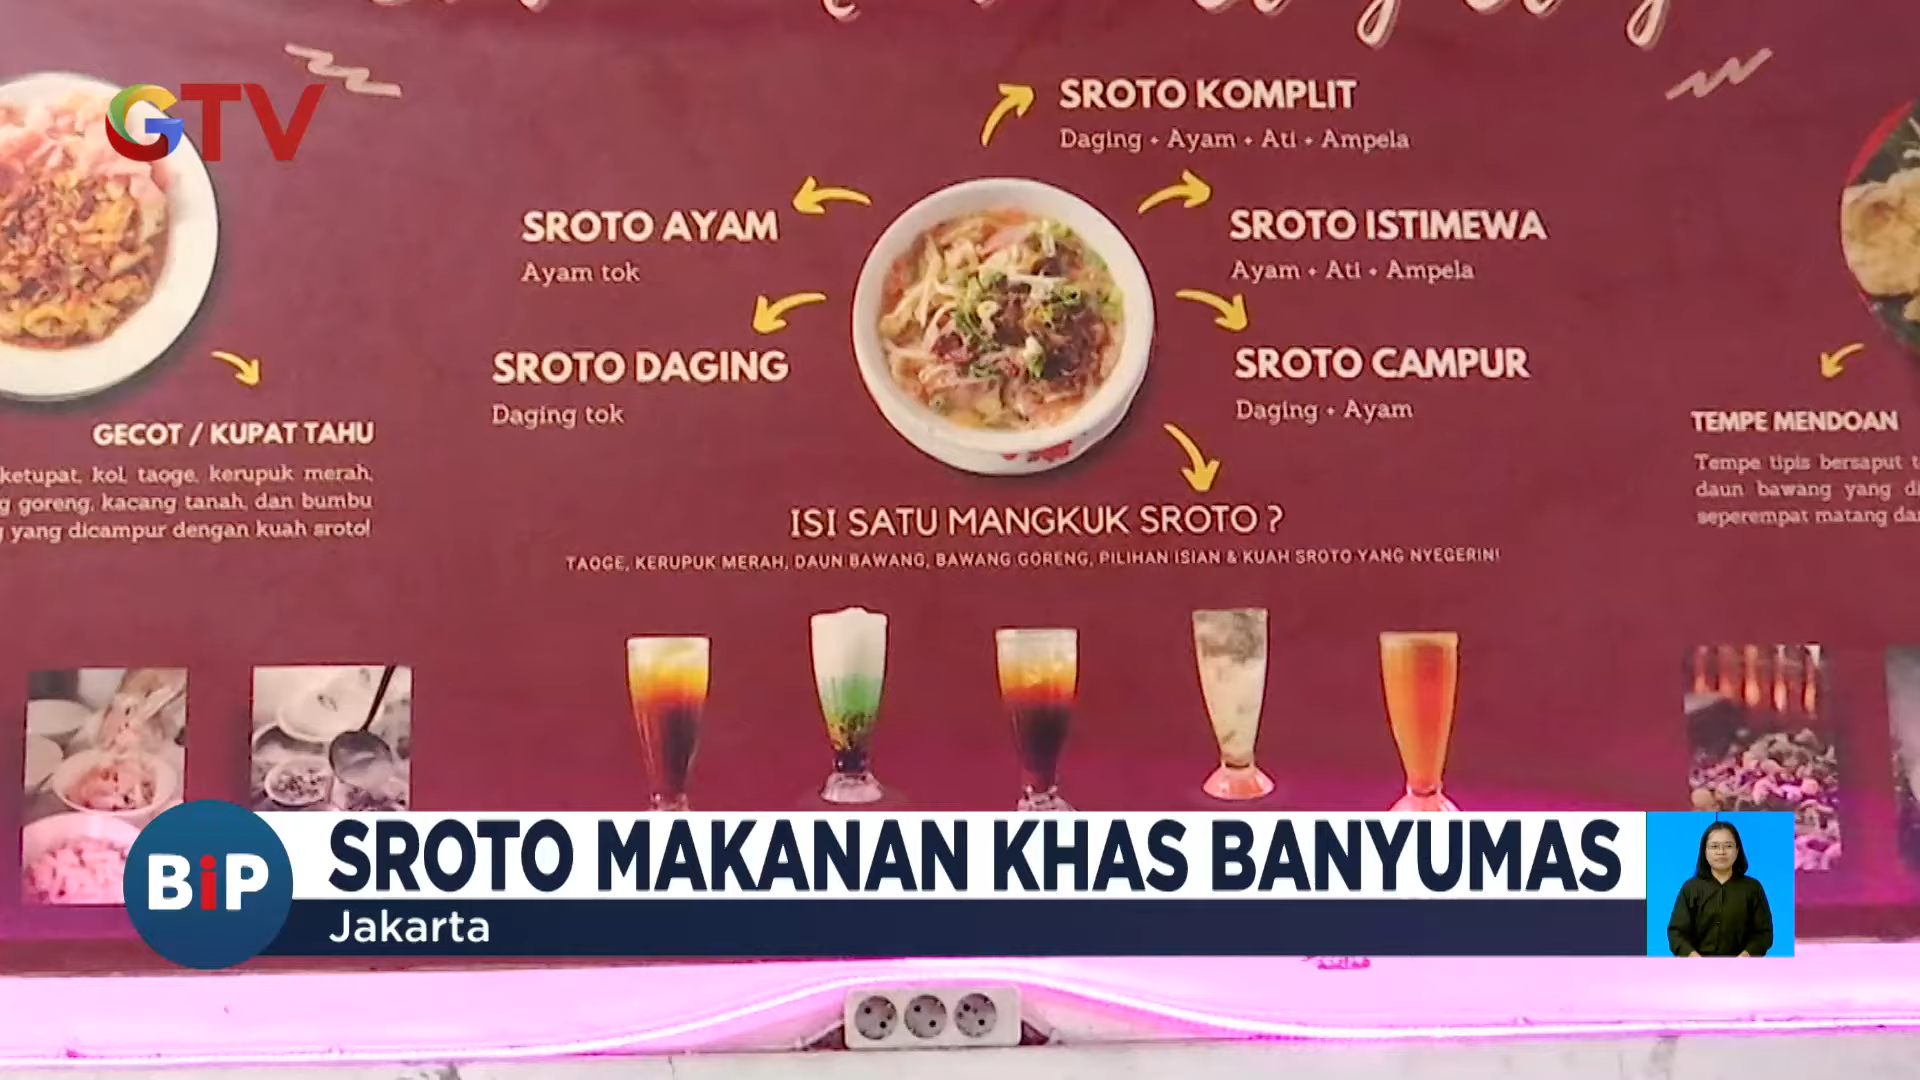 GTV
SROTO KOMPLIT
Daging + Ayam + Ati + Ampela
SROTO AYAM
Ayam tok
SROTO ISTIMEWA
Ayam + Ati + Ampela
SROTO DAGING
Daging tok
SROTO CAMPUR
Daging + Ayam
GECOT / KUPAT TAHU
ketupat, kol, taoge, kerupuk merah,
goreng, kacang tanah, dan bumbu
yang dicampur dengan kuah sroto!
TEMPE MENDOAN
Tempe tipis bersaput
daun bawang yang
seperempat matang
ISI SATU MANGKUK SROTO ?
TAOGE, KERUPUK MERAH, DAUN BAWANG, BAWANG GORENG, PILIHAN ISIAN & KUAH SROTO YANG NYEGERIN!
BiP
SROTO MAKANAN KHAS BANYUMAS
Jakarta